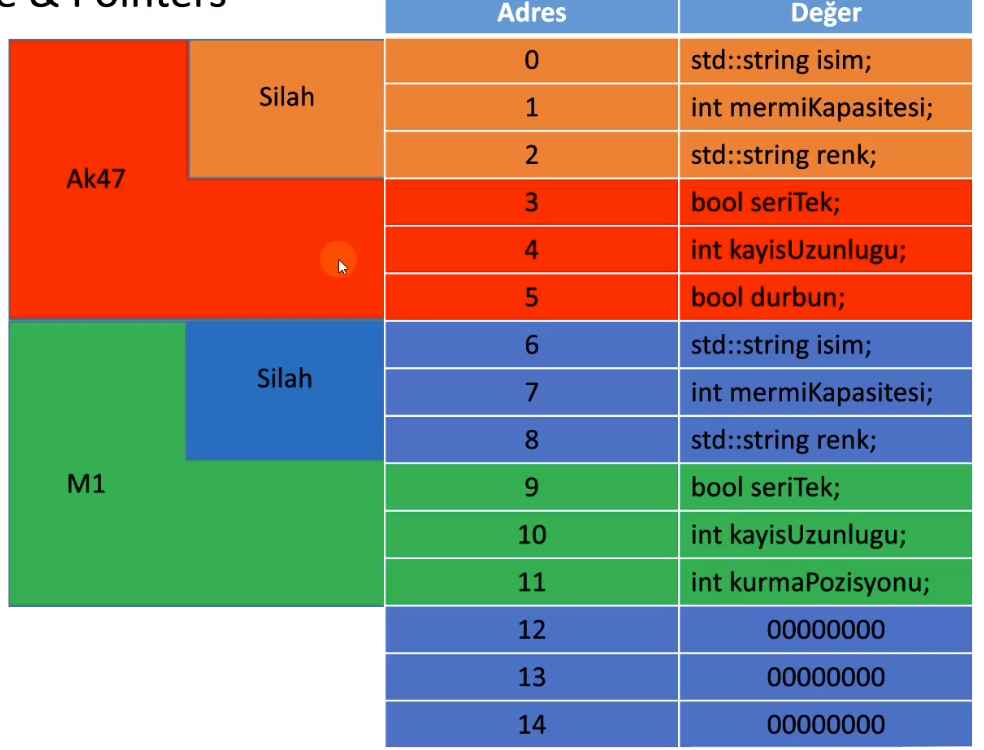 e & Pointers
Adres Değer
Silah
Ak47
Silah
M1
0 std::string isim;
1 int mermiKapasitesi;
2 std::string renk;
3 bool seriTek;
4 int kayisUzunlugu;
5 bool durbun;
6 std::string isim;
7 int mermiKapasitesi;
8 std::string renk;
9 bool seriTek;
10 int kayisUzunlugu;
11 int kurmaPozisyonu;
12 00000000
13 00000000
14 00000000